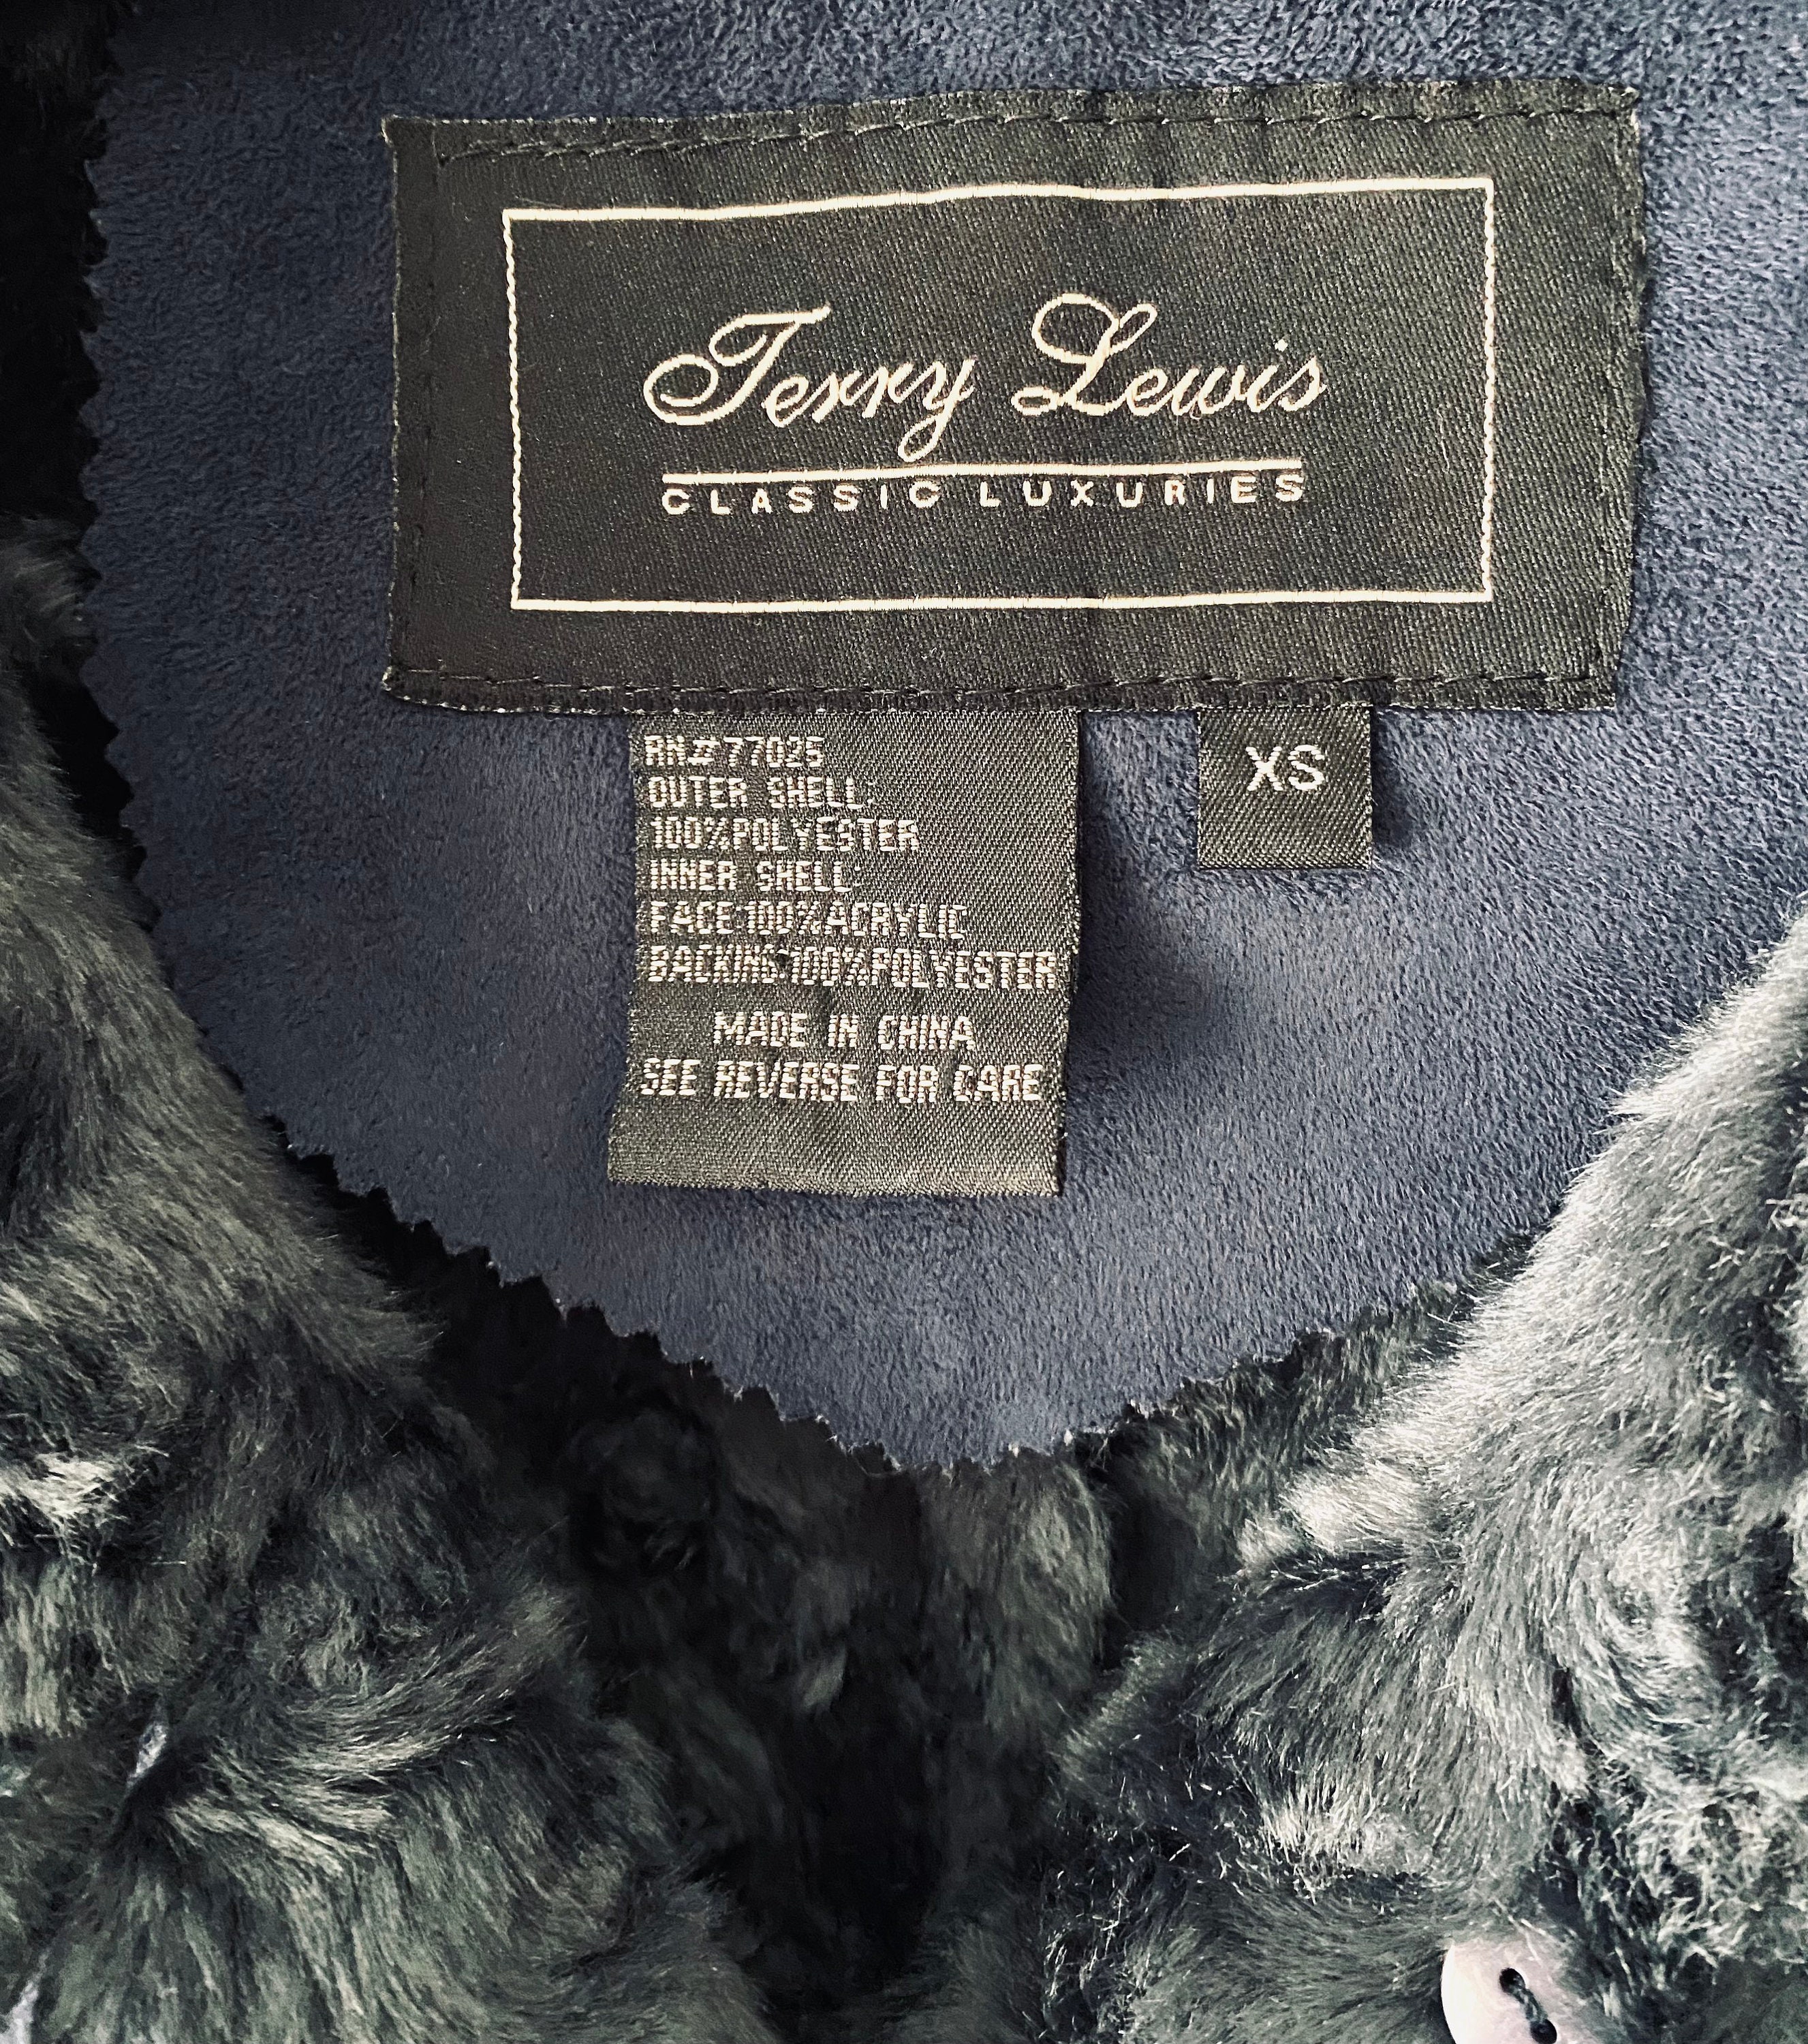 Terry Lewis
CLASSIC LUXURIES
RN#77025
OUTER SHELL:
100%POLYESTER
INNER SHELL:
FACE:100%ACRYLIC
BACKING:100%POLYESTER
MADE IN CHINA
SEE REVERSE FOR CARE
XS